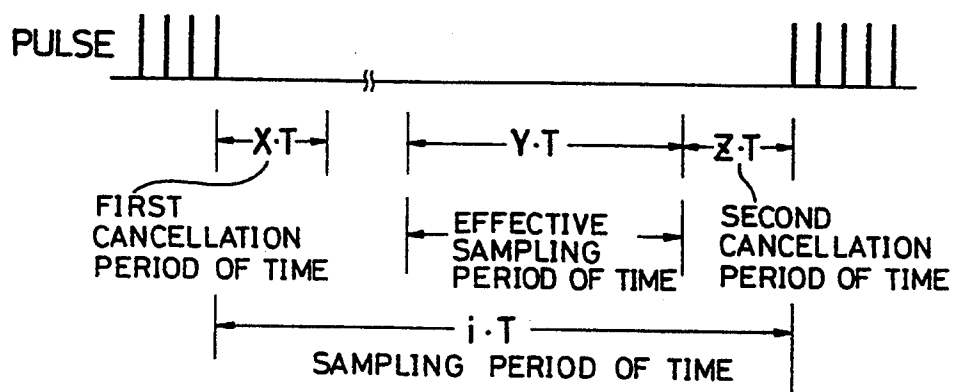 PULSE
X·T
Y·T
Z·T
FIRST
CANCELLATION
PERIOD OF TIME
EFFECTIVE
SAMPLING
PERIOD OF TIME
SECOND
CANCELLATION
PERIOD OF TIME
i·T
SAMPLING PERIOD OF TIME